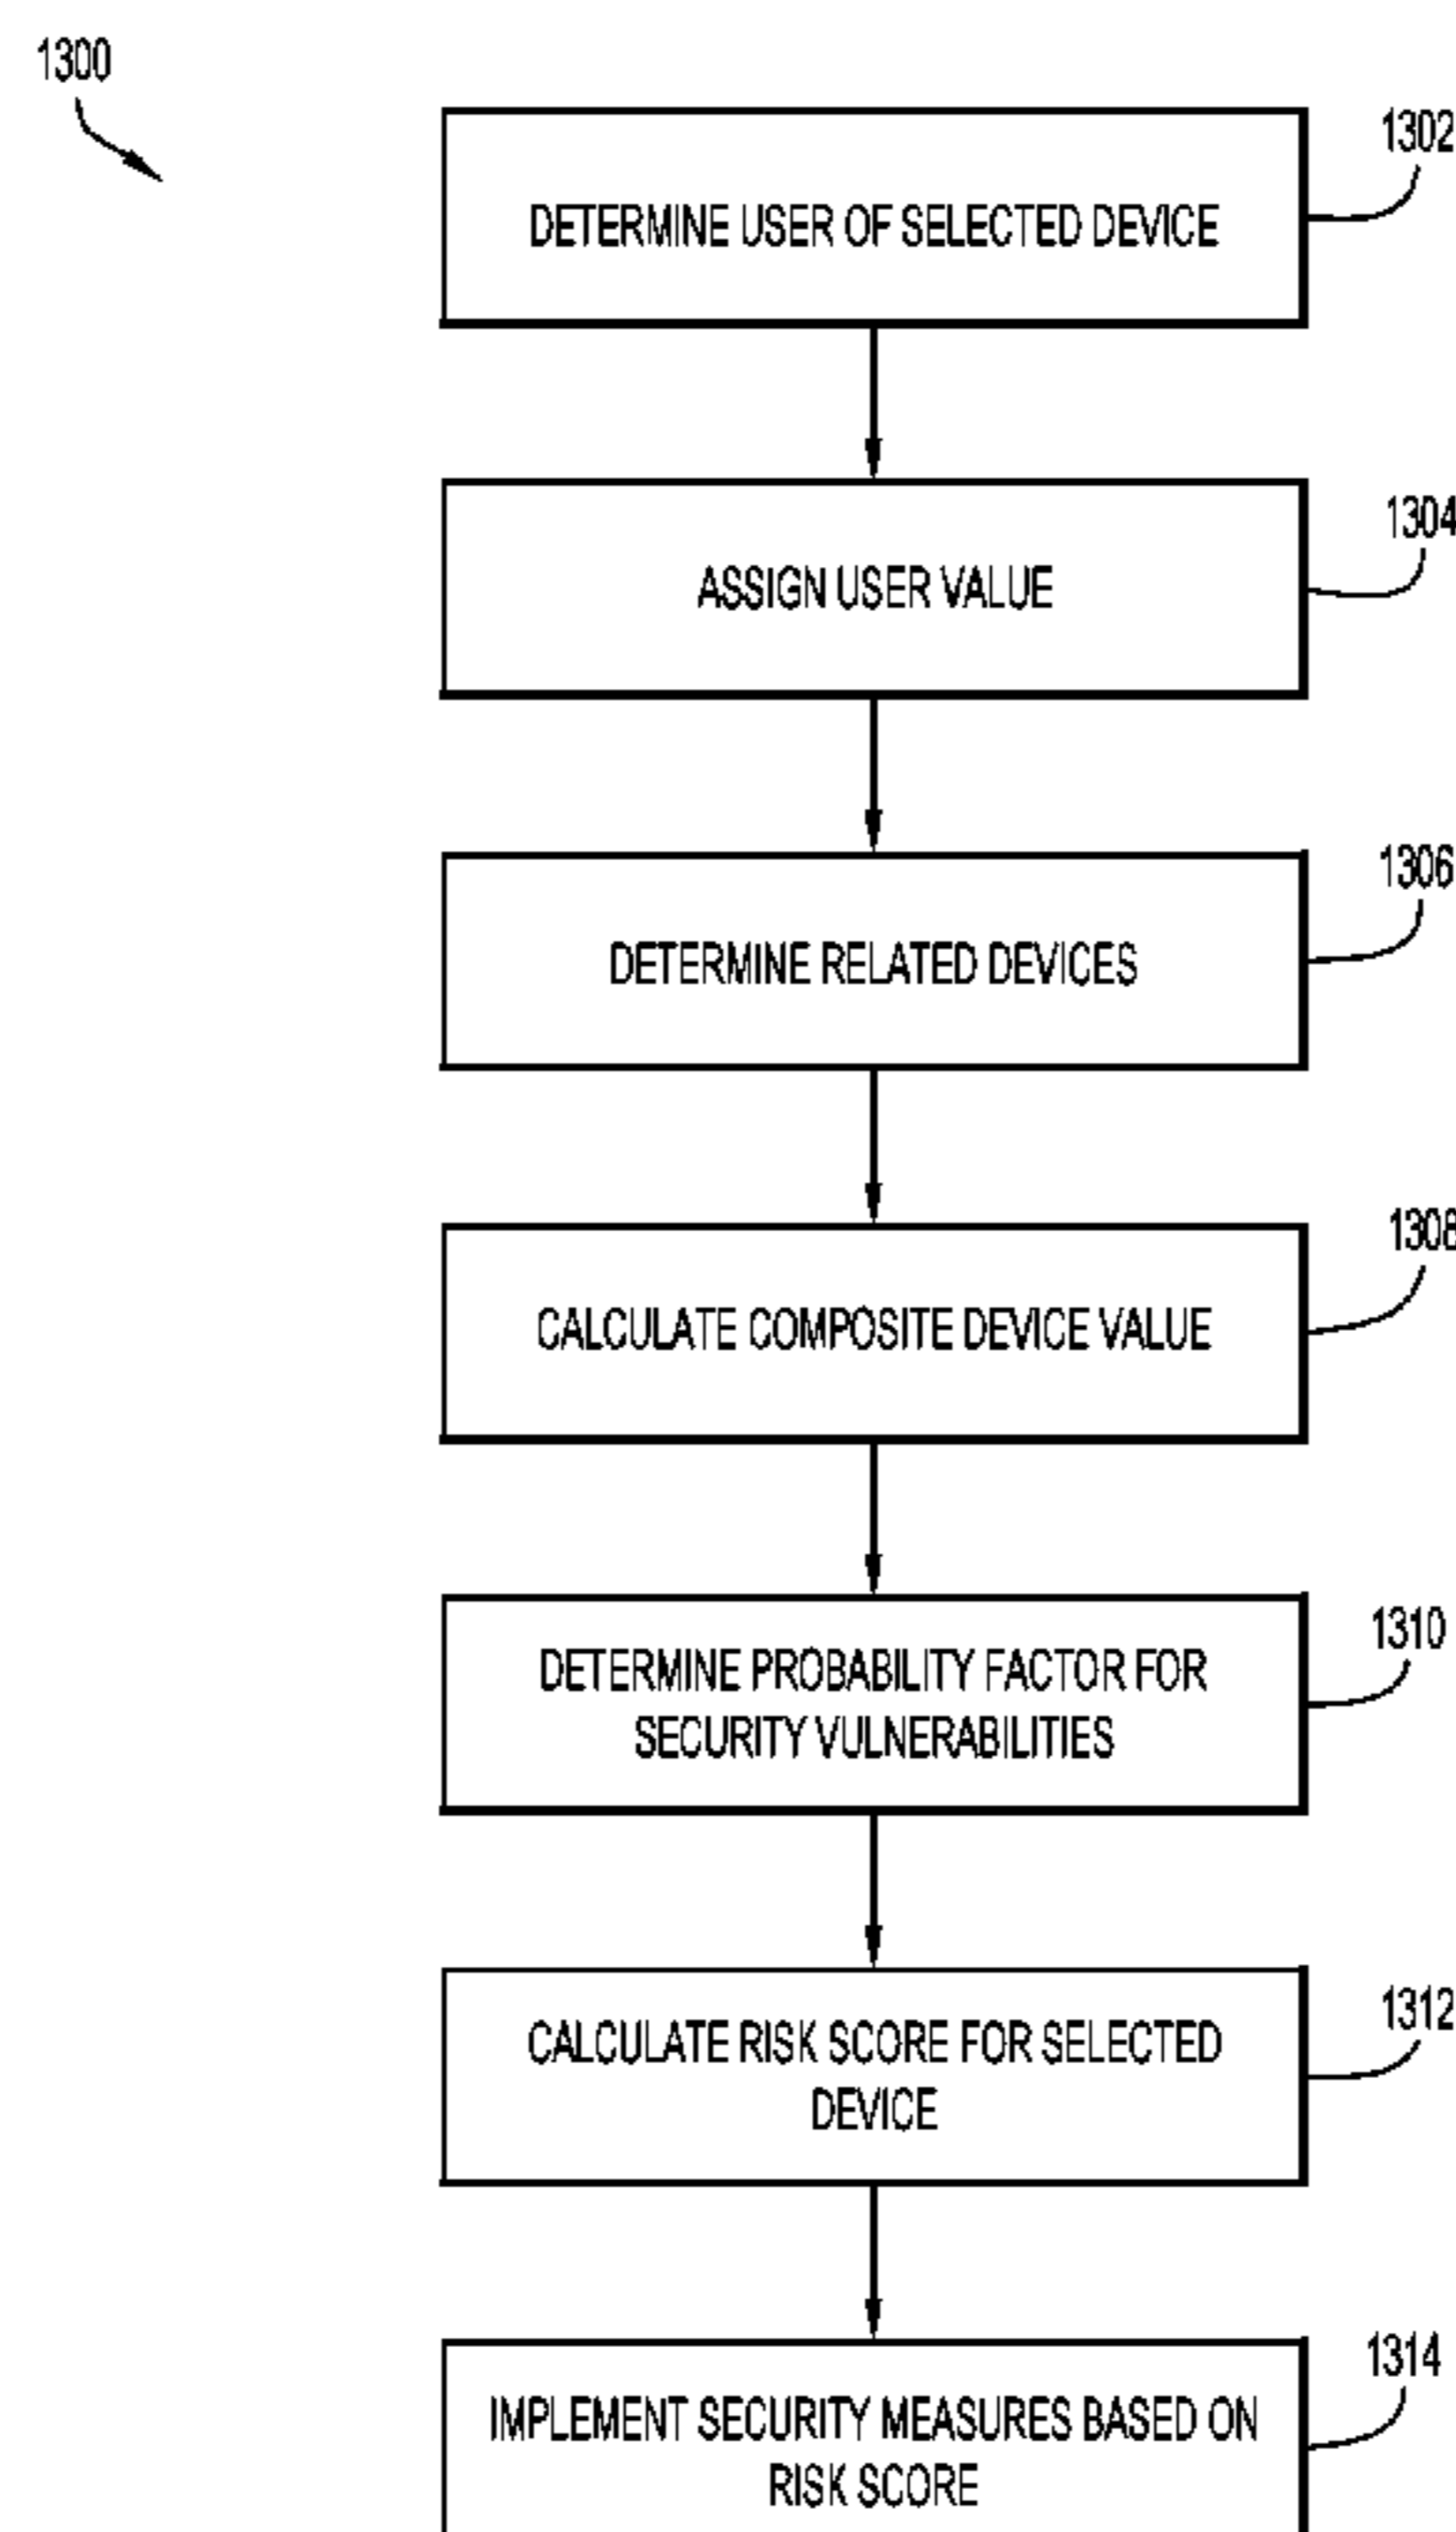 1300
1302
DETERMINE USER OF SELECTED DEVICE
1304
ASSIGN USER VALUE
1306
DETERMINE RELATED DEVICES
1308
CALCULATE COMPOSITE DEVICE VALUE
1310
DETERMINE PROBABILITY FACTOR FOR
SECURITY VULNERABILITIES
1312
CALCULATE RISK SCORE FOR SELECTED
DEVICE
1314
IMPLEMENT SECURITY MEASURES BASED ON
RISK SCORE